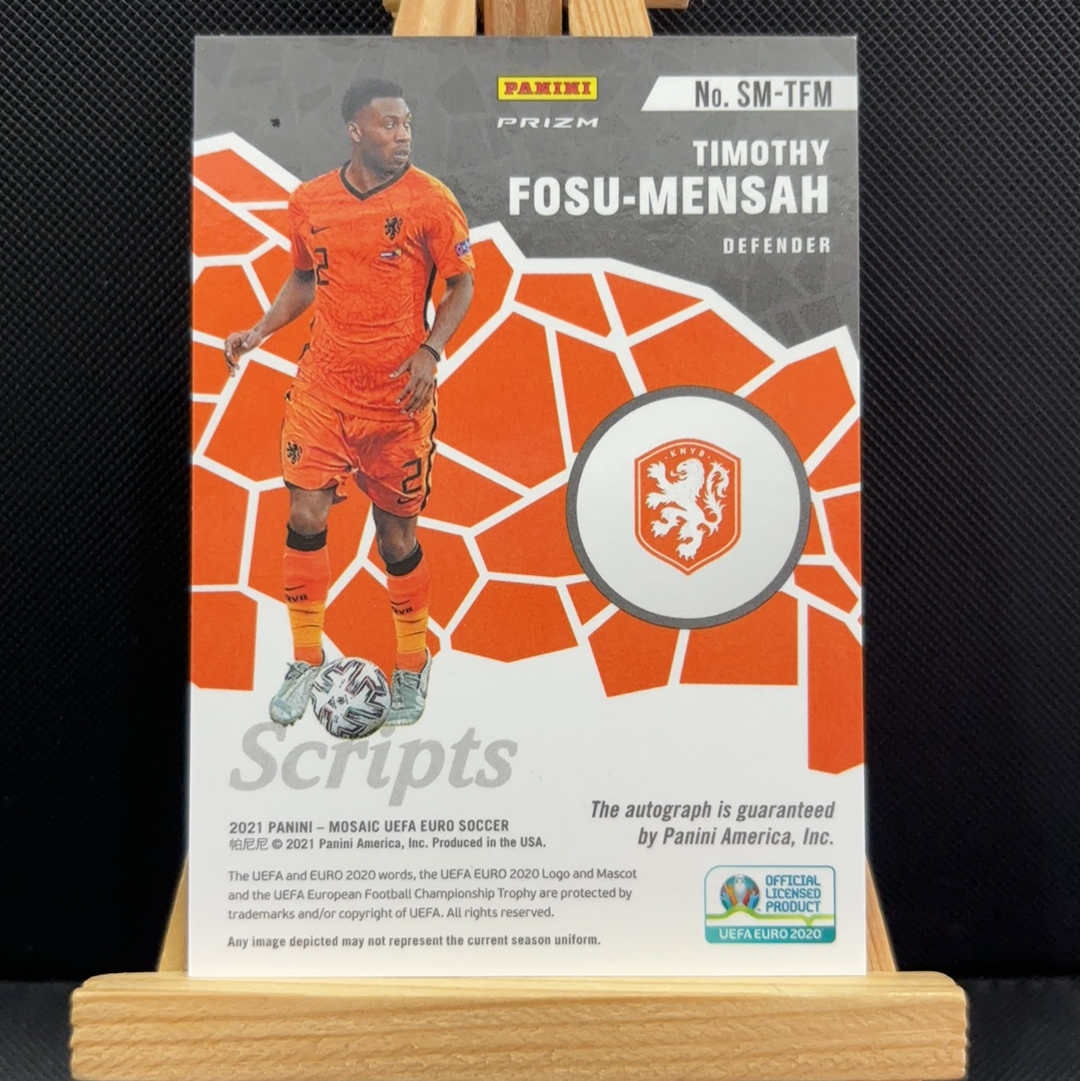 PANINI
PRIZM
No. SM-TFM
TIMOTHY
FOSU-MENSAH
DEFENDER
2
2
KNVB
Scripts
The autograph is guaranteed
by Panini America, Inc.
2021 PANINI – MOSAIC UEFA EURO SOCCER
帕尼尼 © 2021 Panini America, Inc. Produced in the USA.
The UEFA and EURO 2020 words, the UEFA EURO 2020 Logo and Mascot
and the UEFA European Football Championship Trophy are protected by
trademarks and/or copyright of UEFA. All rights reserved.
Any image depicted may not represent the current season uniform.
OFFICIAL
LICENSED
PRODUCT
UEFA EURO 2020